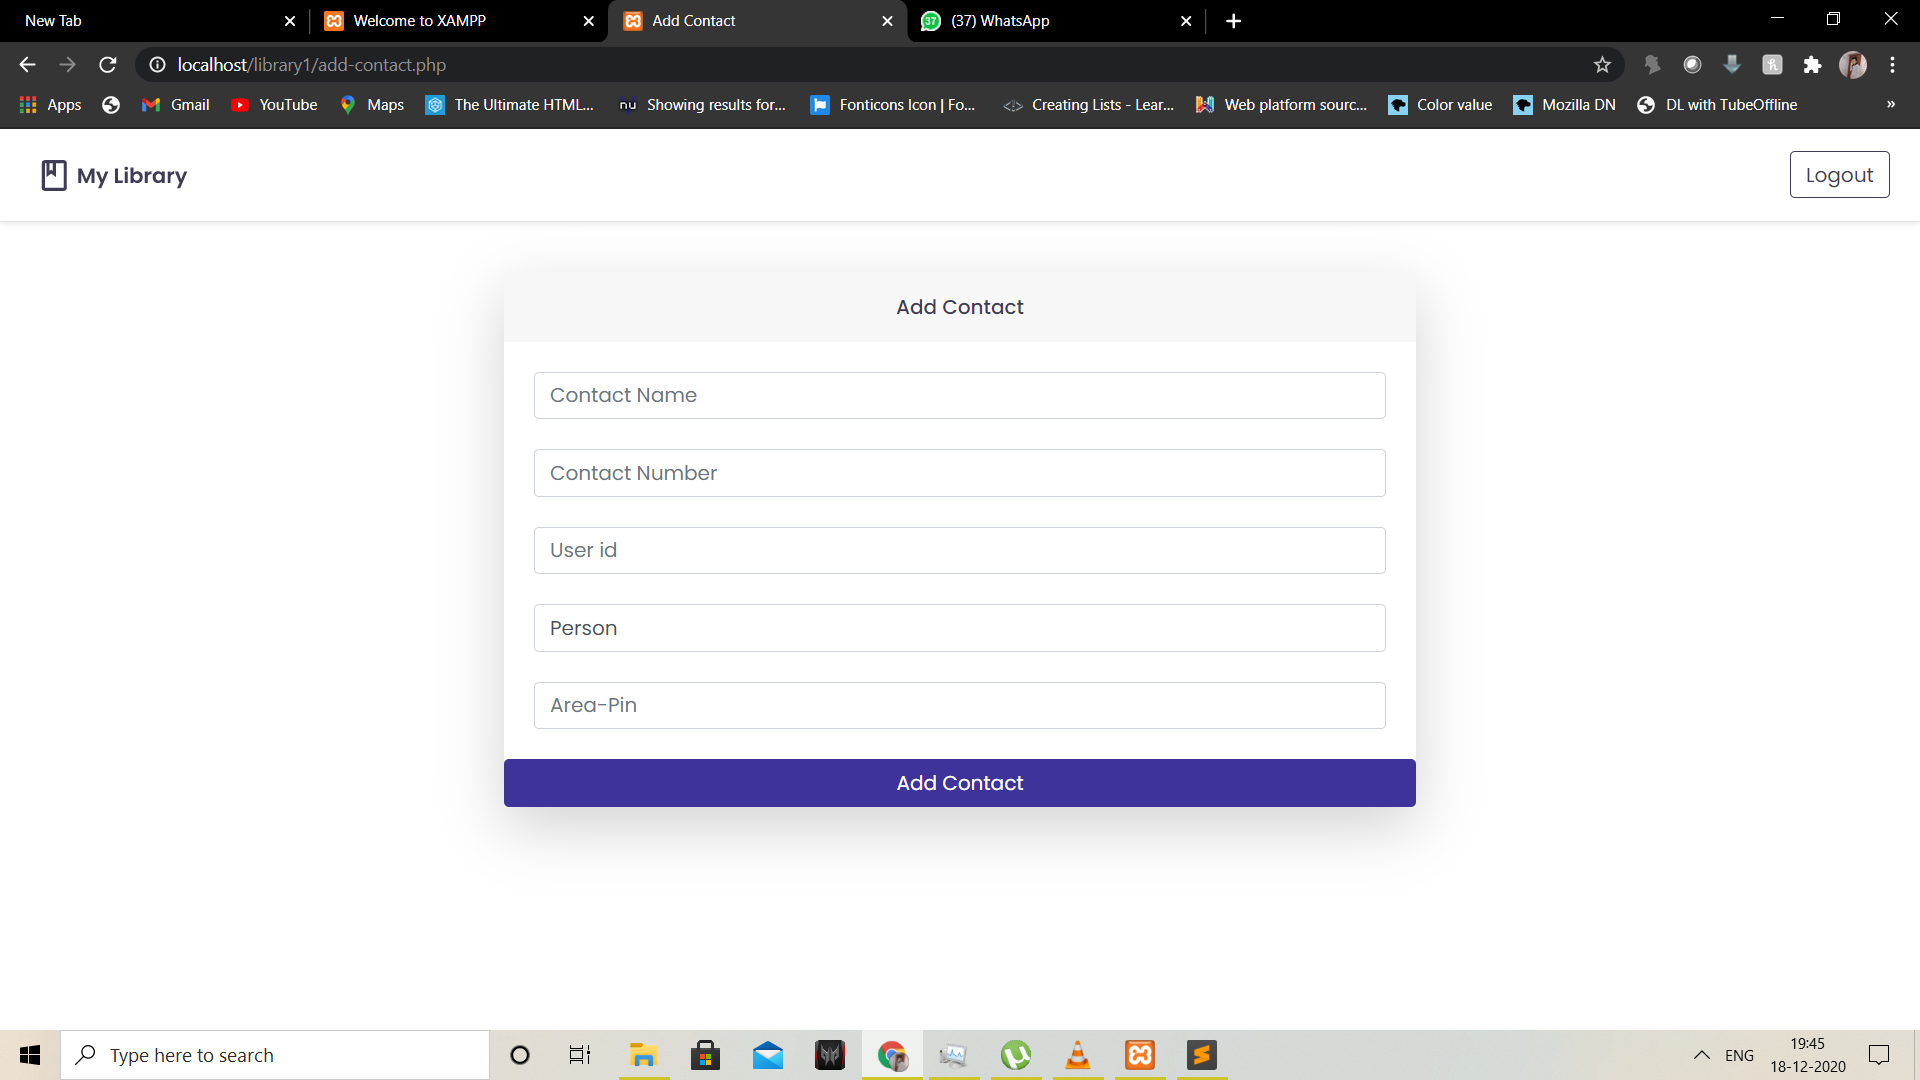 New Tab
Welcome to XAMPP
Add Contact
37
(37) WhatsApp
localhost/library1/add-contact.php
Apps
Gmail
YouTube
Maps
The Ultimate HTML...
nu
Showing results for...
Fonticons Icon | Fo...
Creating Lists - Lear...
Web platform sourc...
Color value
Mozilla DN
DL with TubeOffline
»
My Library
Logout
Add Contact
Contact Name
Contact Number
User id
Person
Area-Pin
Add Contact
Type here to search
ENG
19:45
18-12-2020